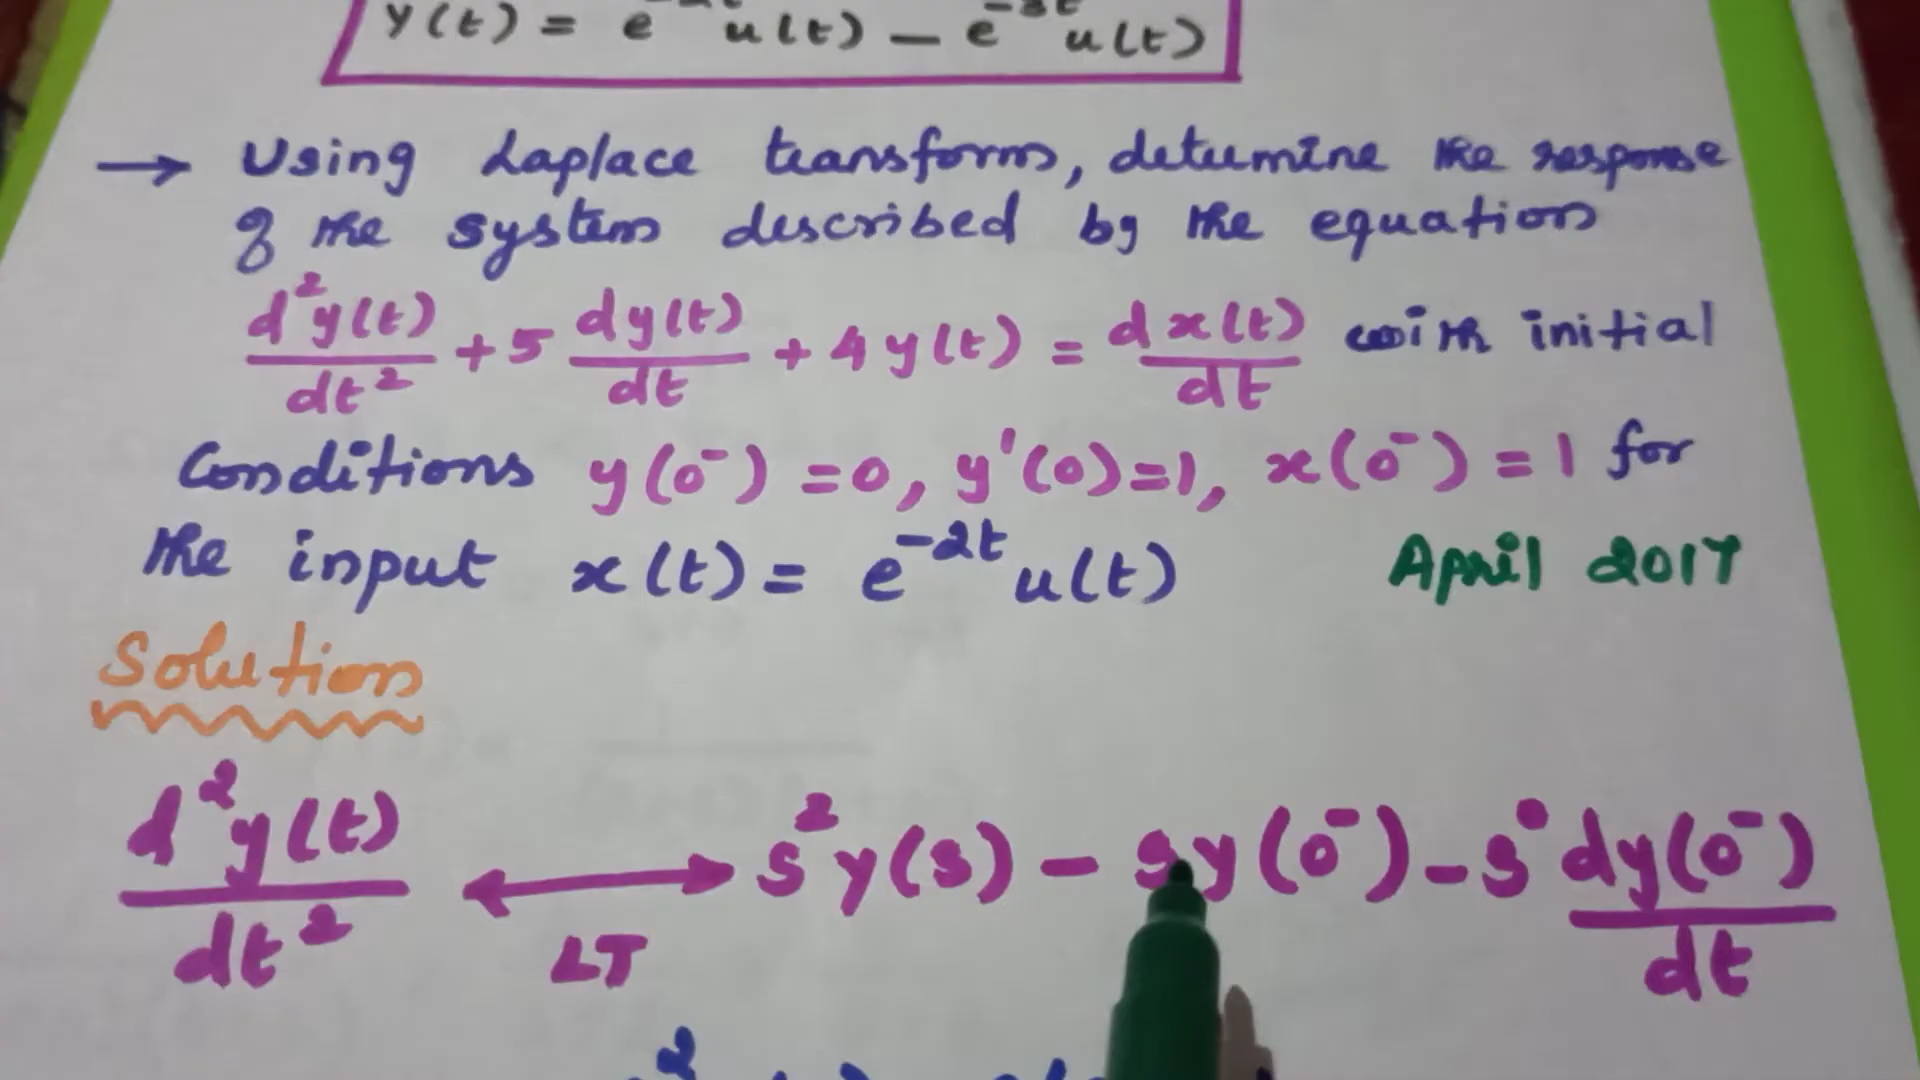 y(t) = e u(t) − e u(t)
→ Using Laplace transform, determine the response
of the system described by the equation
d²y(t)/dt² + 5 dy(t)/dt + 4y(t) = dx(t)/dt with initial
Conditions y(0⁻) = 0, y'(0) = 1, x(0⁻) = 1 for
the input x(t) = e⁻²ᵗ u(t) April 2017
Solution
d²y(t)/dt² ⟷ LT s²y(s) − sy(0⁻) − s⁰ dy(0⁻)/dt